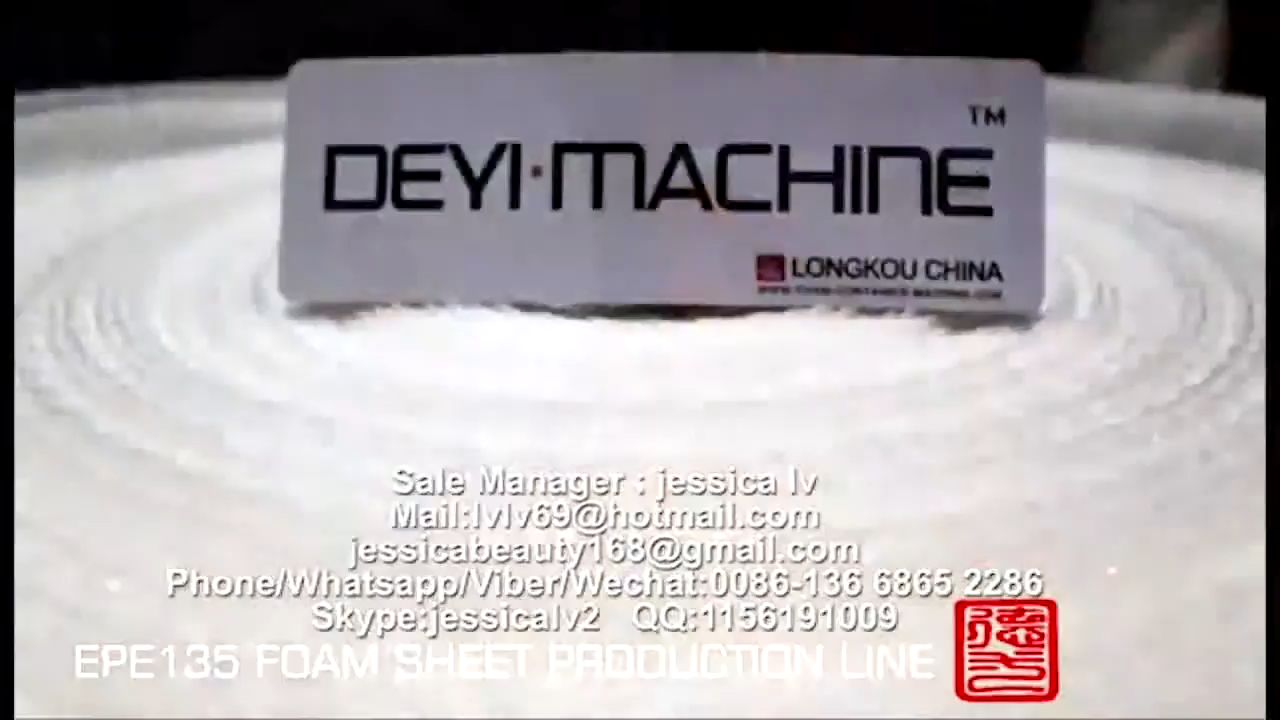 TM
DEYI·MACHINE
LONGKOU CHINA
Sale Manager : jessica lv
Mail:lvlv69@hotmail.com
jessicabeauty168@gmail.com
Phone/Whatsapp/Viber/Wechat:0086-136 6865 2286
Skype:jessicalv2 QQ:1156191009
EPE135 FOAM SHEET PRODUCTION LINE